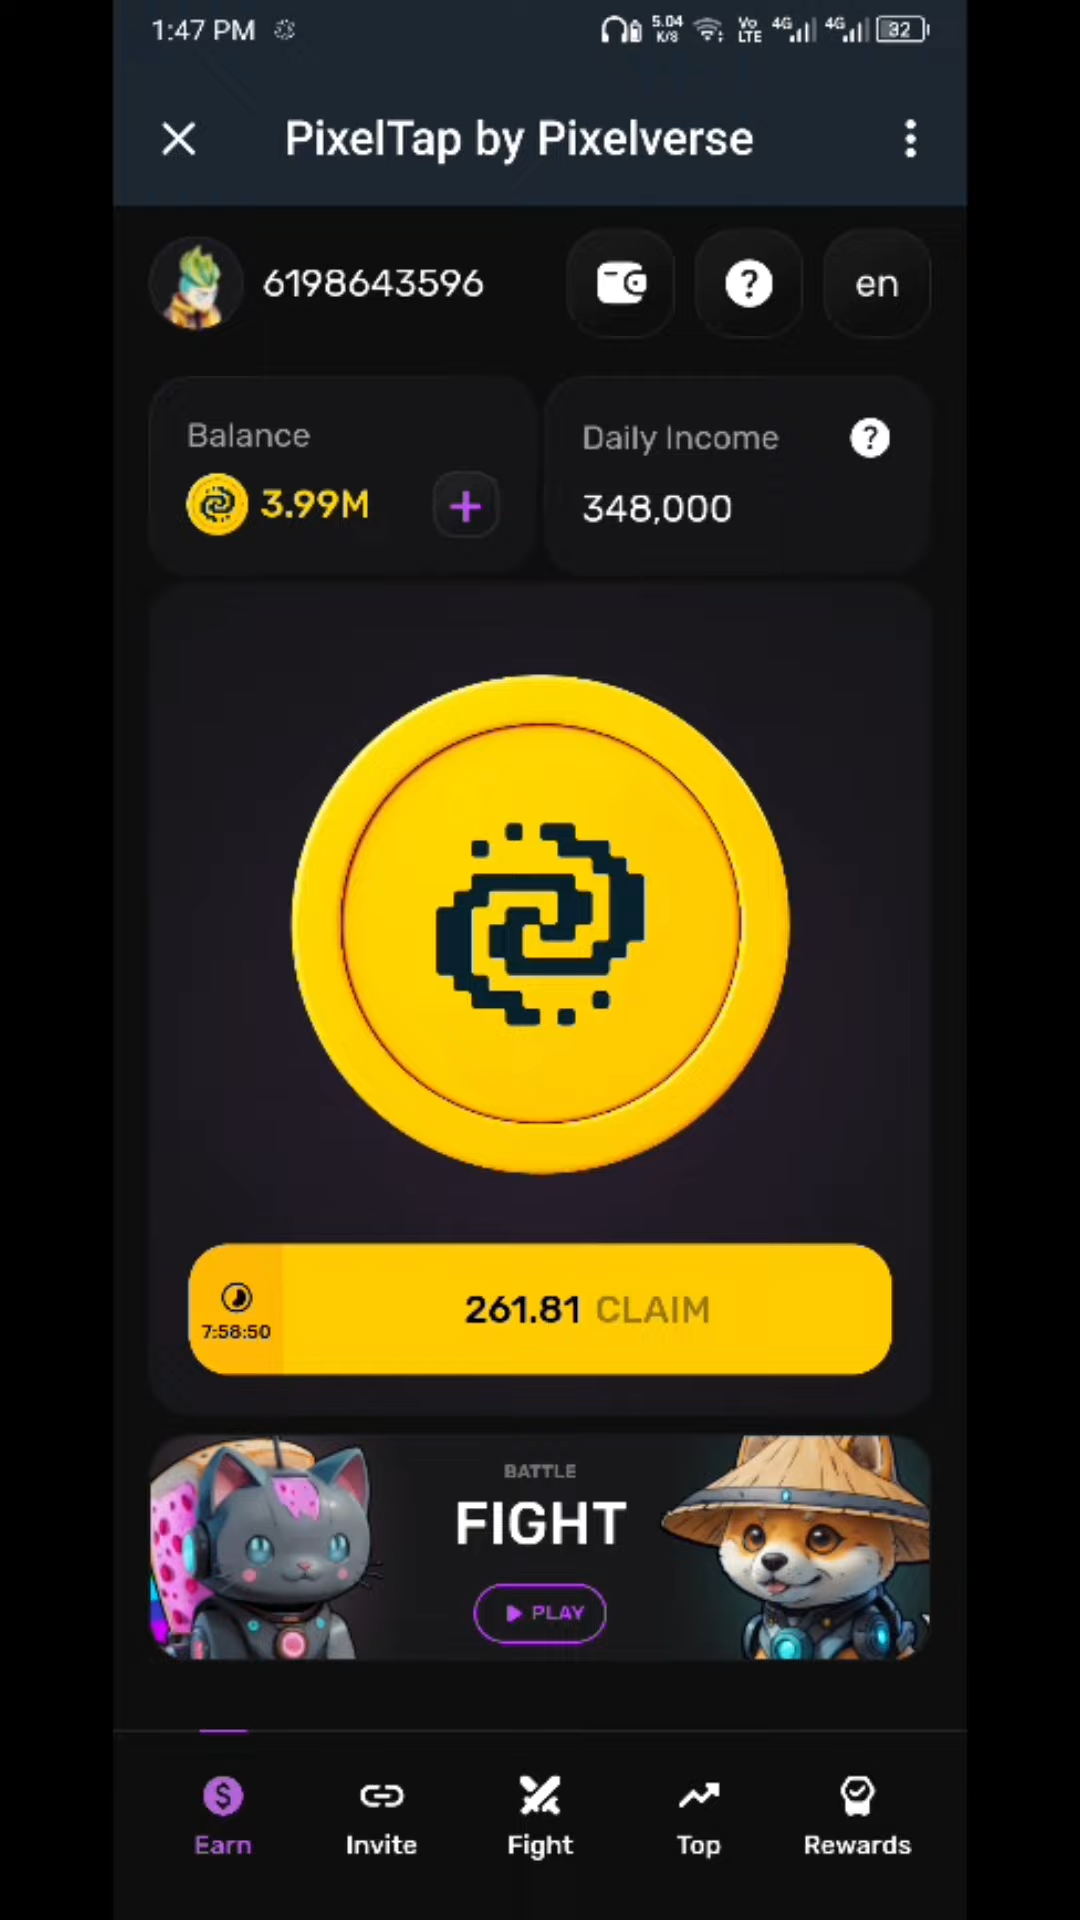 1:47 PM
5.04
K/S
Vo
LTE
4G
4G
32
PixelTap by Pixelverse
6198643596
?
en
Balance
3.99M
+
Daily Income
?
348,000
7:58:50
261.81 CLAIM
BATTLE
FIGHT
PLAY
Earn
Invite
Fight
Top
Rewards